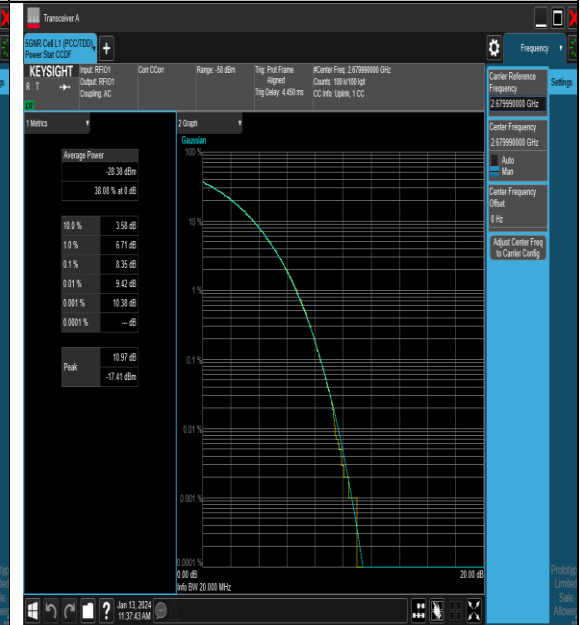 Transceiver A
5GNR Cell L1 (PCC/TDD),
Power Stat CCDF
+
Frequency
KEYSIGHT
R T
LV
Input: RFIO1
Output: RFIO1
Coupling: AC
Corr CCorr
Range: -50 dBm
Trig: Prot Frame
Aligned
Trig Delay: 4.450 ms
#Center Freq: 2.679990000 GHz
Counts: 100 k/100 kpt
CC Info: Uplink, 1 CC
Carrier Reference
Frequency
2.679990000 GHz
Settings
Center Frequency
2.679990000 GHz
Auto
Man
Center Frequency
Offset
0 Hz
Adjust Center Freq
to Carrier Config
1 Metrics
Average Power
-28.38 dBm
38.08 % at 0 dB
10.0 % 3.58 dB
1.0 % 6.71 dB
0.1 % 8.35 dB
0.01 % 9.42 dB
0.001 % 10.38 dB
0.0001 % --- dB
Peak
10.97 dB
-17.41 dBm
2 Graph
Gaussian
100 %
10 %
1 %
0.1 %
0.01 %
0.001 %
0.0001 %
0.00 dB
20.00 dB
Info BW 20.000 MHz
?
Jan 13, 2024
11:37:43 AM
Limited
Sale